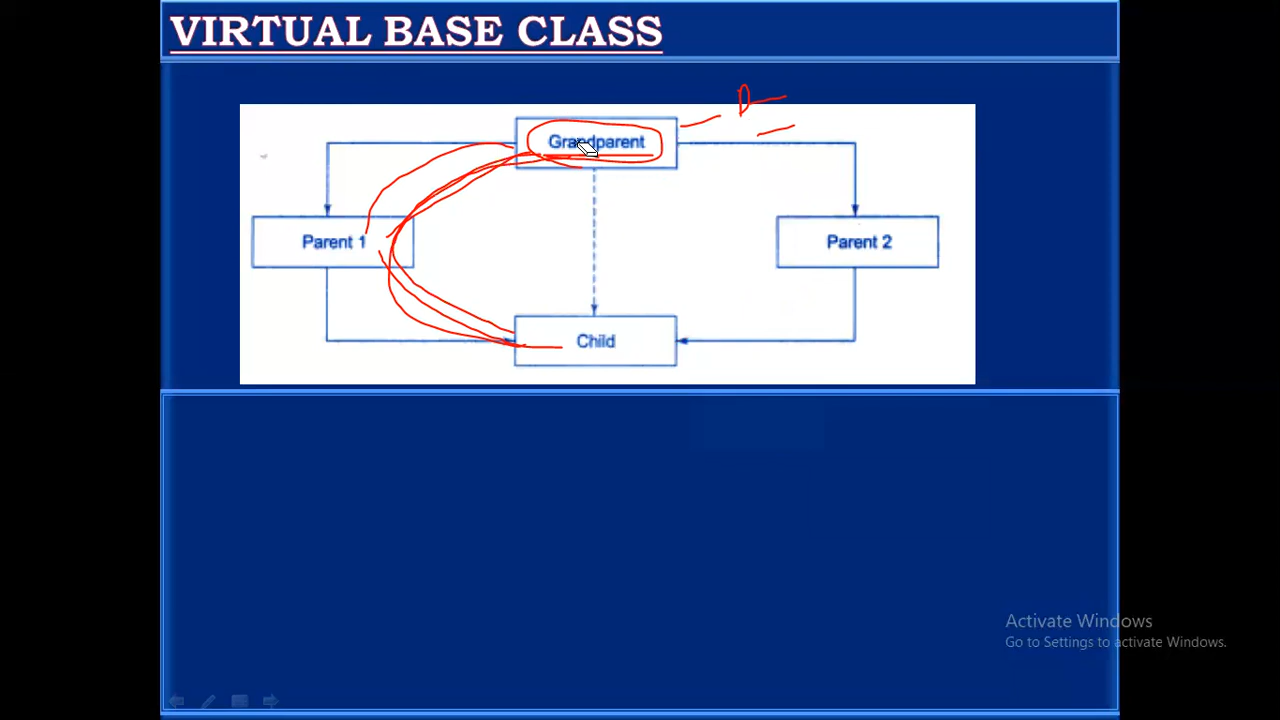 VIRTUAL BASE CLASS
Grandparent
Parent 1
Parent 2
Child
Activate Windows
Go to Settings to activate Windows.